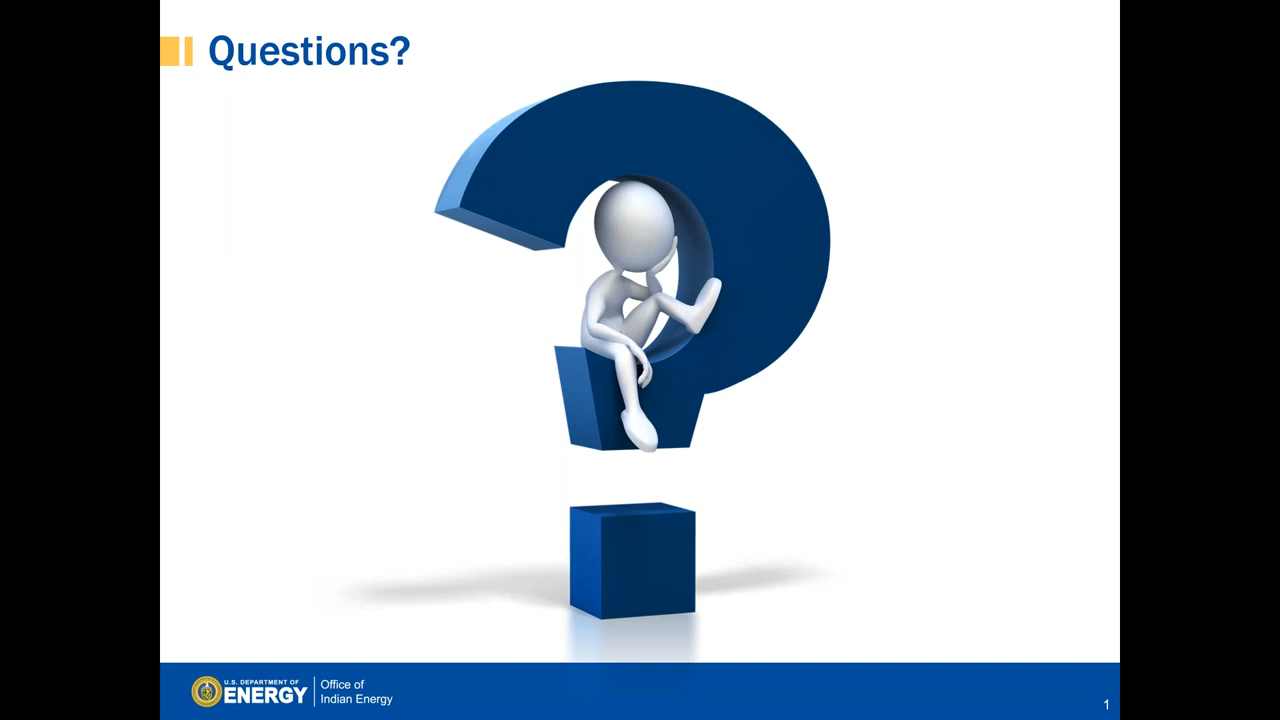 Questions?
U.S. DEPARTMENT OF
ENERGY
Office of
Indian Energy
1